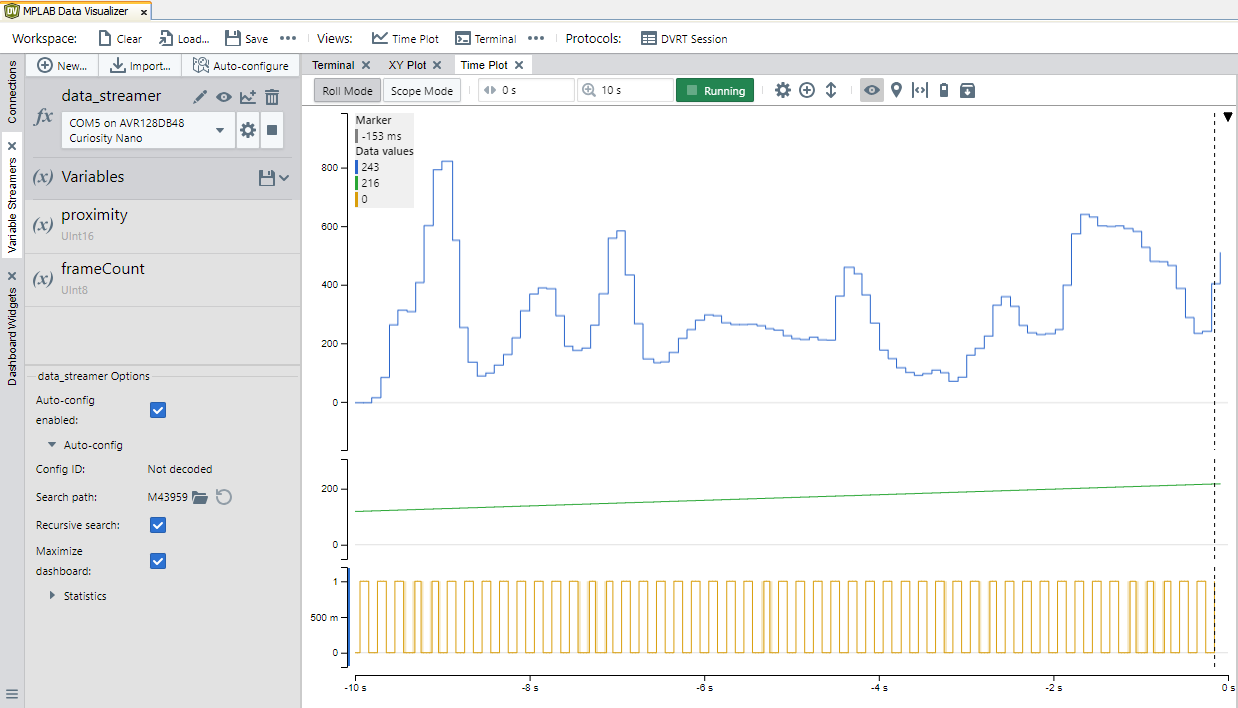 MPLAB Data Visualizer
Workspace: Clear Load... Save Views: Time Plot Terminal Protocols: DVRT Session
Connections
Variable Streamers
Dashboard Widgets
New... Import... Auto-configure
data_streamer
fx
COM5 on AVR128DB48
Curiosity Nano
(x) Variables
(x) proximity
UInt16
(x) frameCount
UInt8
data_streamer Options
Auto-config
enabled:
Auto-config
Config ID: Not decoded
Search path: M43959
Recursive search:
Maximize
dashboard:
Statistics
Terminal XY Plot Time Plot
Roll Mode Scope Mode 0 s 10 s Running
Marker
-153 ms
Data values
243
216
0
800
600
400
200
0
200
0
1
500 m
0
-10 s -8 s -6 s -4 s -2 s 0 s